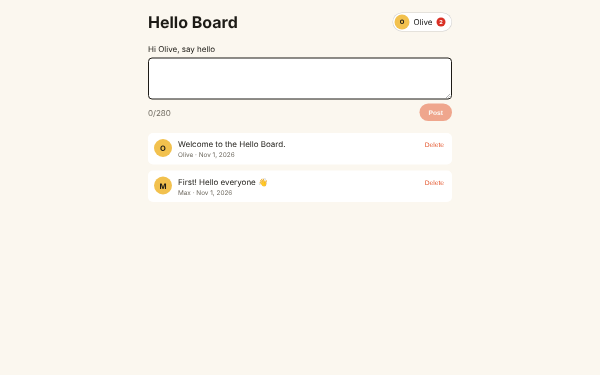 Hello Board
O Olive 2
Hi Olive, say hello
0/280
Post
O
Welcome to the Hello Board.
Delete
Olive · Nov 1, 2026
M
First! Hello everyone 👋
Delete
Max · Nov 1, 2026